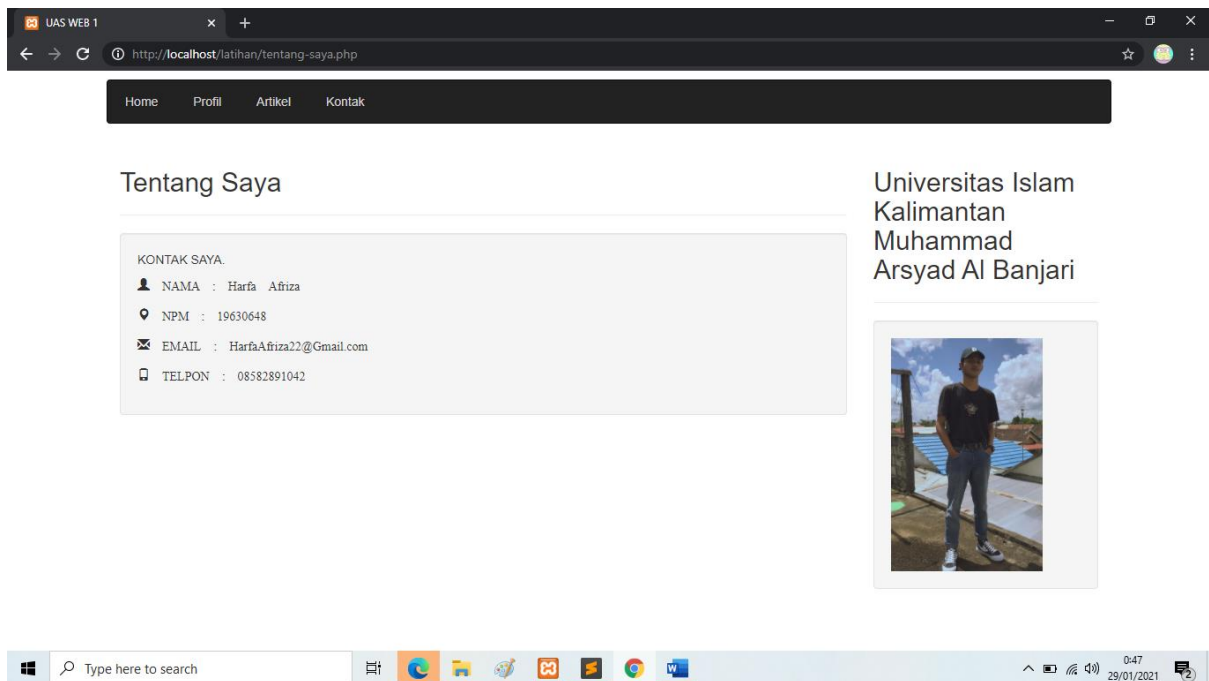 UAS WEB 1
http://localhost/latihan/tentang-saya.php
Home Profil Artikel Kontak
Tentang Saya
KONTAK SAYA.
NAMA : Harfa Afriza
NPM : 19630648
EMAIL : HarfaAfriza22@Gmail.com
TELPON : 08582891042
Universitas Islam
Kalimantan
Muhammad
Arsyad Al Banjari
Type here to search
0:47
29/01/2021
2